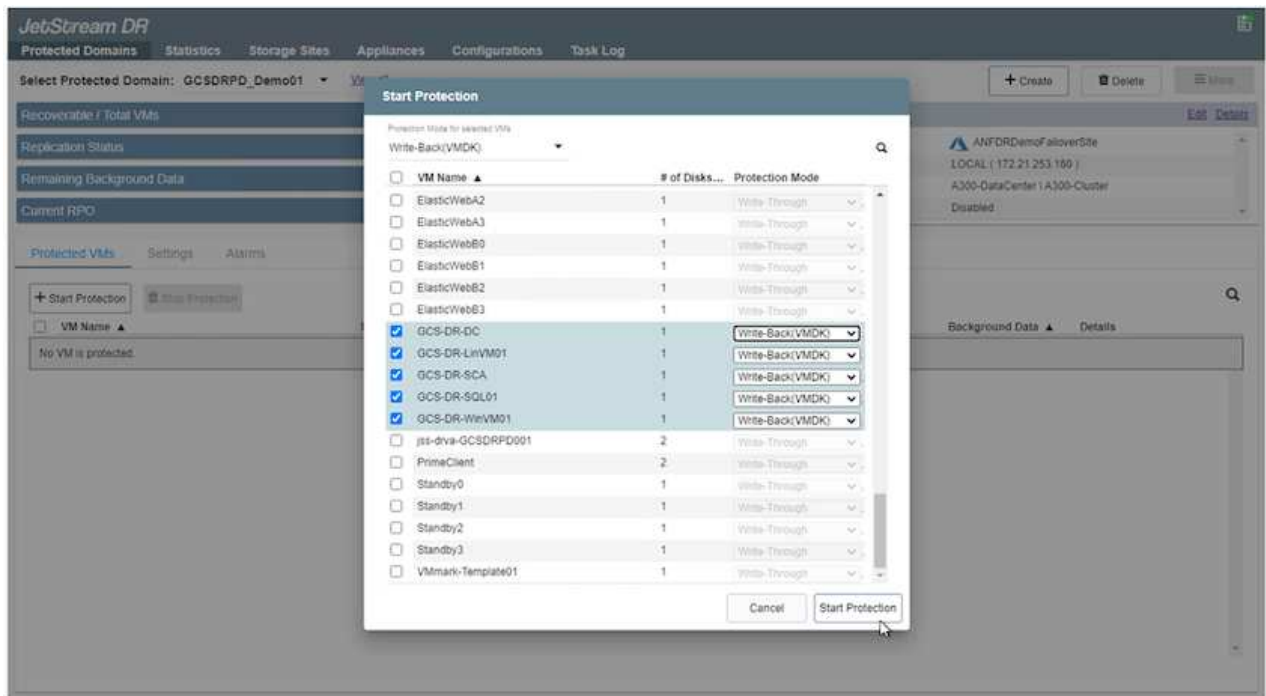 JetStream DR
Protected Domains Statistics Storage Sites Appliances Configurations Task Log
Select Protected Domain: GCSDRPD_Demo01
+ Create Delete More
Recoverable / Total VMs
Edit Details
Replication Status
Remaining Background Data
Current RPO
ANFDRDemoFailoverSite
LOCAL ( 172.21.253.160 )
A300-DataCenter \ A300-Cluster
Disabled
Protected VMs Settings Alarms
+ Start Protection Stop Protection
VM Name ▲ Background Data ▲ Details
No VM is protected.
Start Protection
Protection Mode for selected VMs
Write-Back(VMDK)
VM Name ▲ # of Disks... Protection Mode
ElasticWebA2 1 Write-Through
ElasticWebA3 1 Write-Through
ElasticWebB0 1 Write-Through
ElasticWebB1 1 Write-Through
ElasticWebB2 1 Write-Through
ElasticWebB3 1 Write-Through
GCS-DR-DC 1 Write-Back(VMDK)
GCS-DR-LinVM01 1 Write-Back(VMDK)
GCS-DR-SCA 1 Write-Back(VMDK)
GCS-DR-SQL01 1 Write-Back(VMDK)
GCS-DR-WinVM01 1 Write-Back(VMDK)
jss-drva-GCSDRPD001 2 Write-Through
PrimeClient 2 Write-Through
Standby0 1 Write-Through
Standby1 1 Write-Through
Standby2 1 Write-Through
Standby3 1 Write-Through
VMmark-Template01 1 Write-Through
Cancel Start Protection